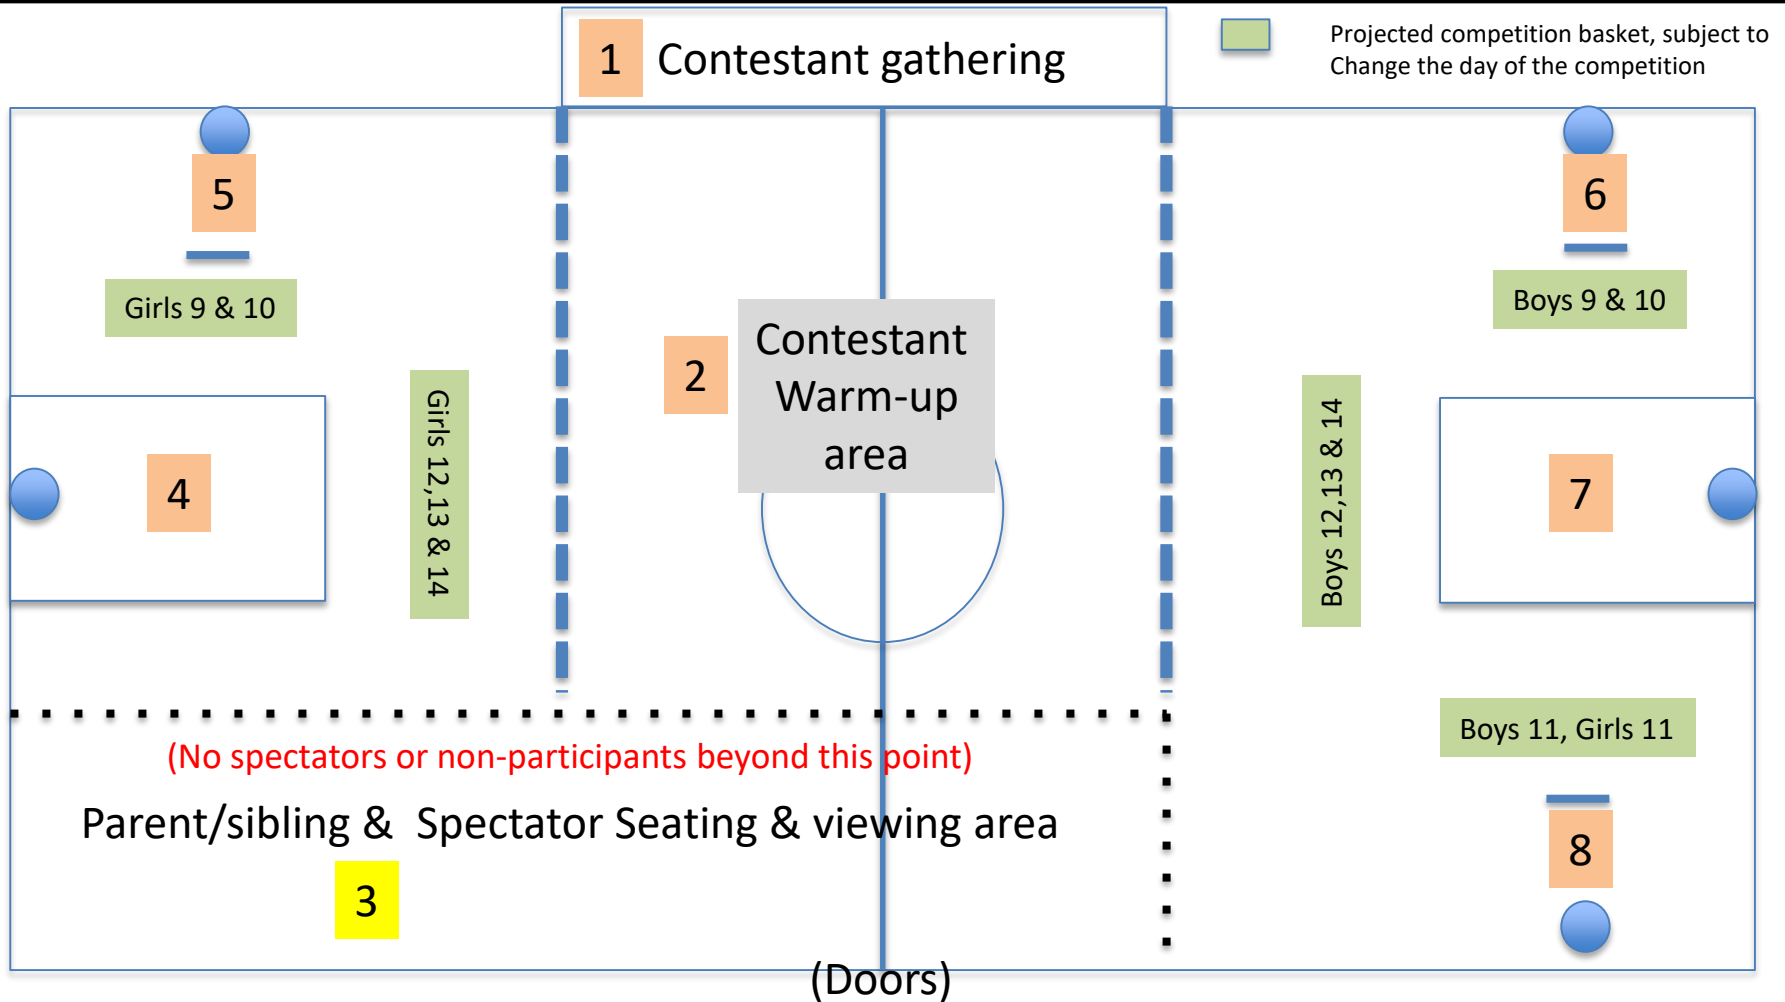 1 Contestant gathering
Projected competition basket, subject to
Change the day of the competition
5
6
Girls 9 & 10
Boys 9 & 10
2
Contestant
Warm-up
area
Girls 12,13 & 14
Boys 12,13 & 14
4
7
Boys 11, Girls 11
(No spectators or non-participants beyond this point)
Parent/sibling &  Spectator Seating & viewing area
8
3
(Doors)